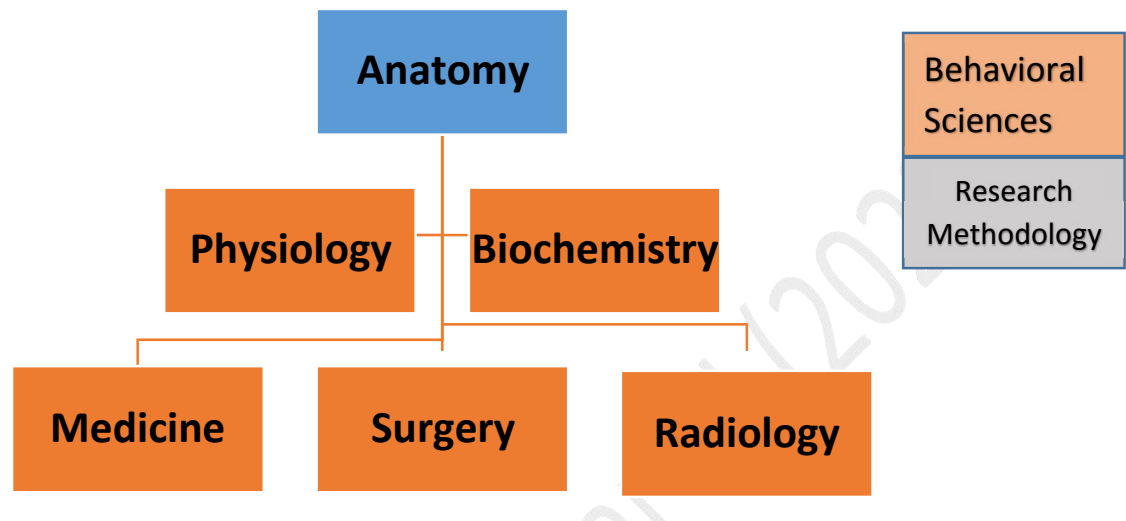 Anatomy
Behavioral
Sciences
Research
Methodology
Physiology
Biochemistry
Medicine
Surgery
Radiology